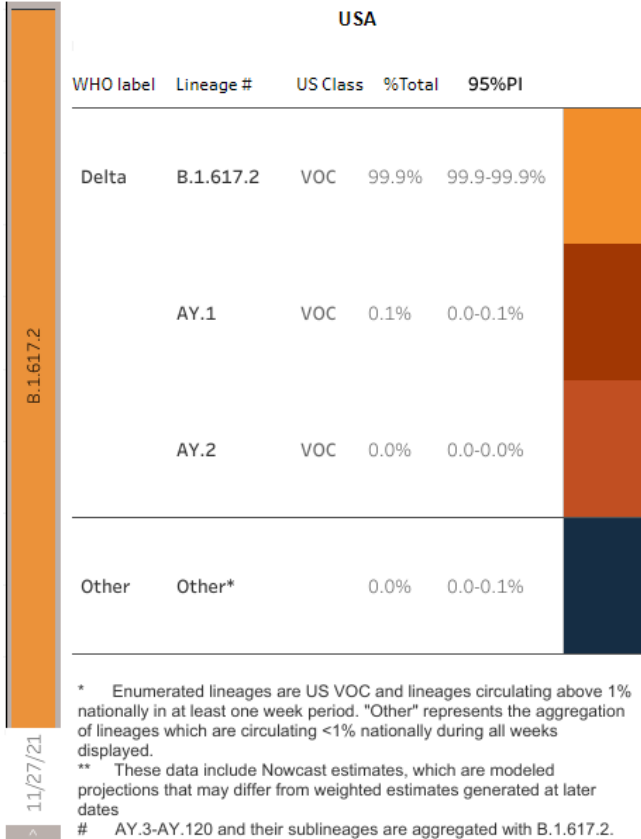 USA
WHO label Lineage # US Class %Total 95%PI
Delta B.1.617.2 VOC 99.9% 99.9-99.9%
AY.1 VOC 0.1% 0.0-0.1%
AY.2 VOC 0.0% 0.0-0.0%
Other Other* 0.0% 0.0-0.1%
B.1.617.2
11/27/21
* Enumerated lineages are US VOC and lineages circulating above 1%
nationally in at least one week period. "Other" represents the aggregation
of lineages which are circulating <1% nationally during all weeks
displayed.
** These data include Nowcast estimates, which are modeled
projections that may differ from weighted estimates generated at later
dates
# AY.3-AY.120 and their sublineages are aggregated with B.1.617.2.